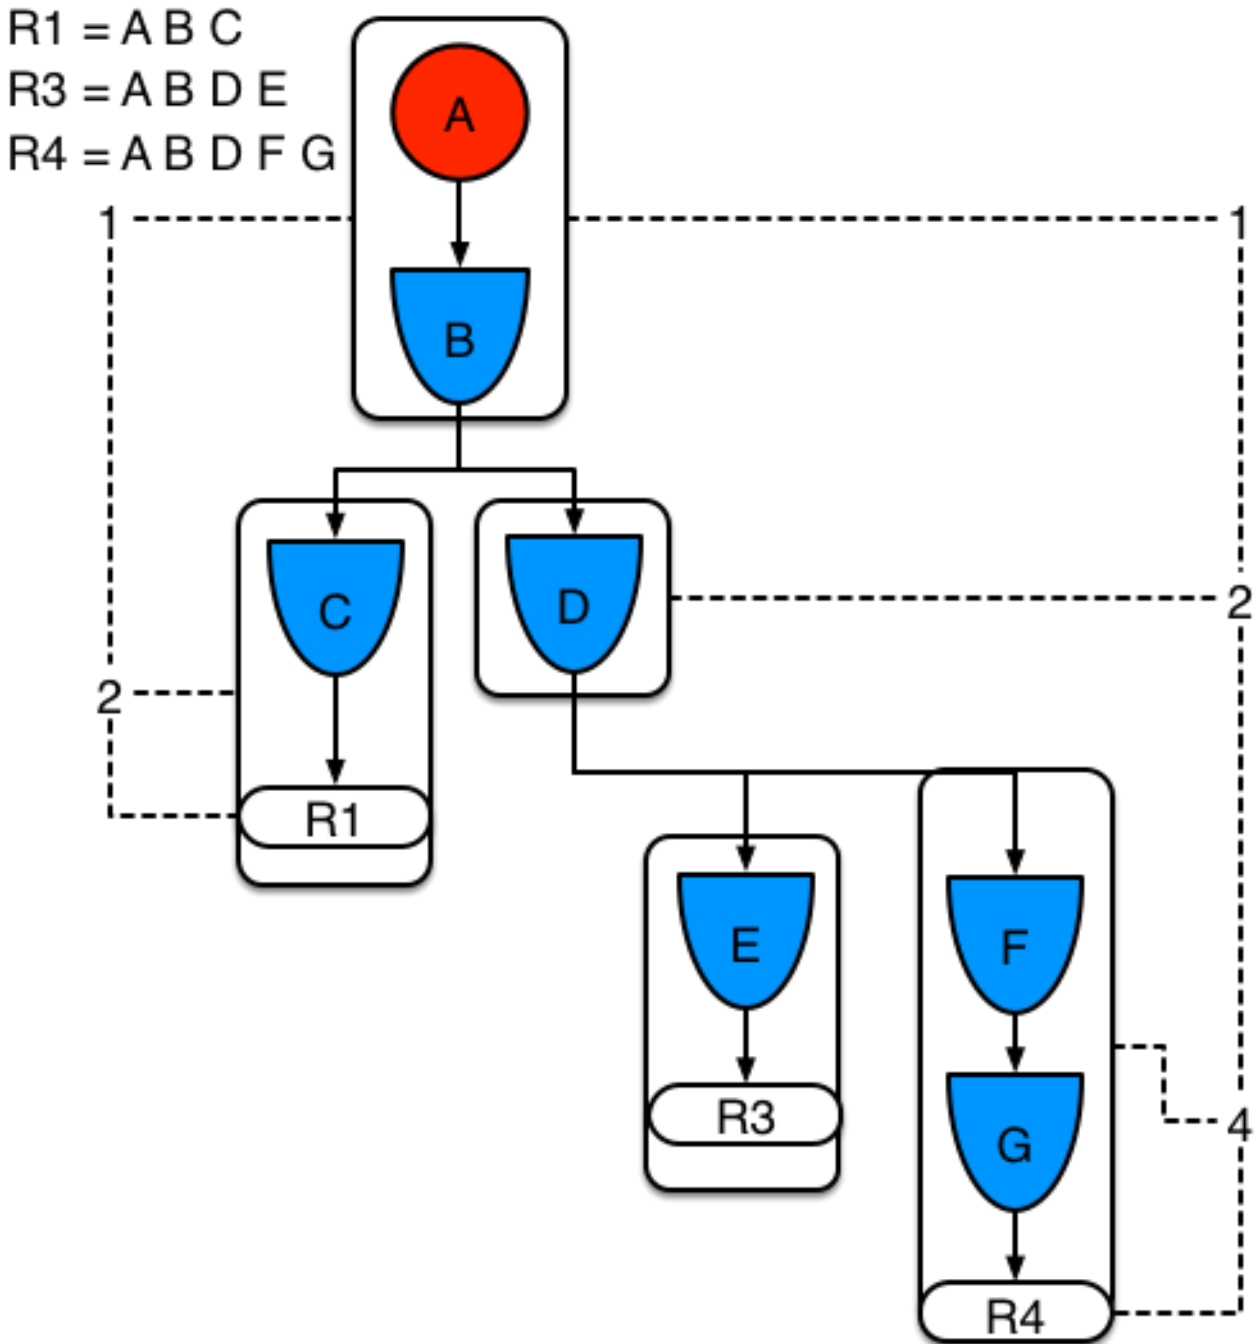 R1 = A B C
R3 = A B D E
R4 = A B D F G
A
1
1
B
C
D
2
2
R1
E
F
R3
G
4
R4